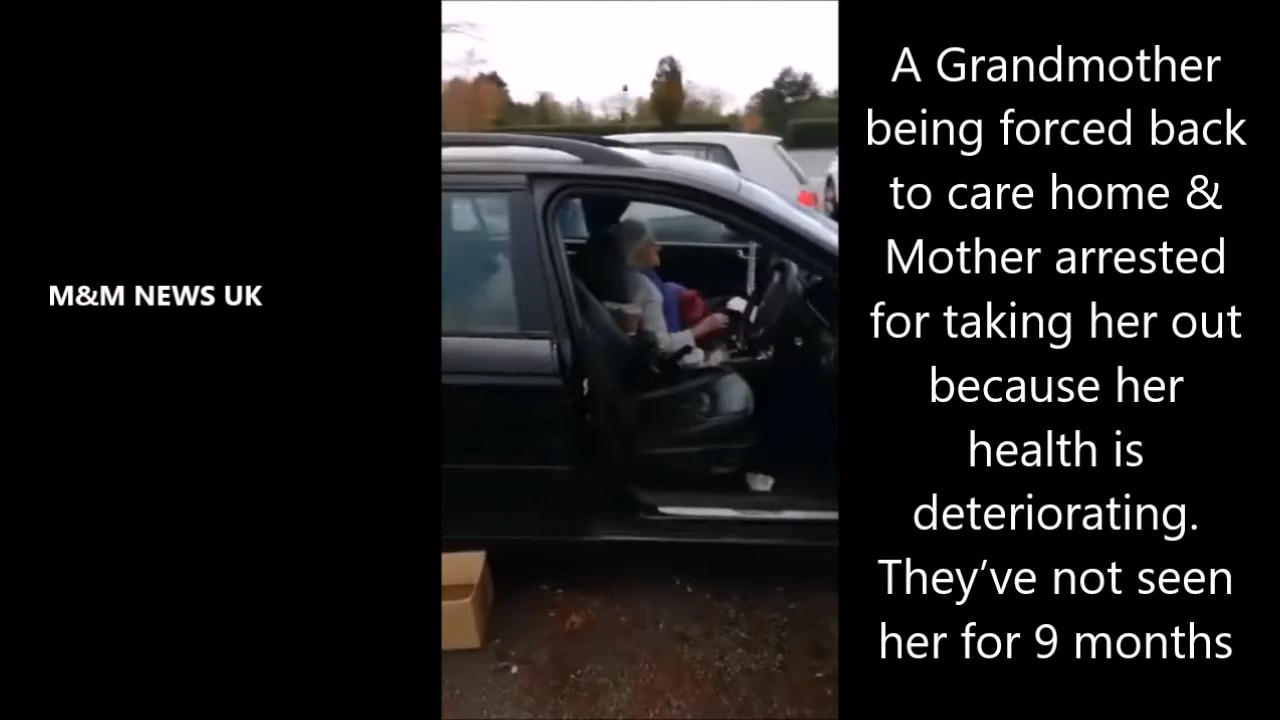 M&M NEWS UK
A Grandmother
being forced back
to care home &
Mother arrested
for taking her out
because her
health is
deteriorating.
They’ve not seen
her for 9 months